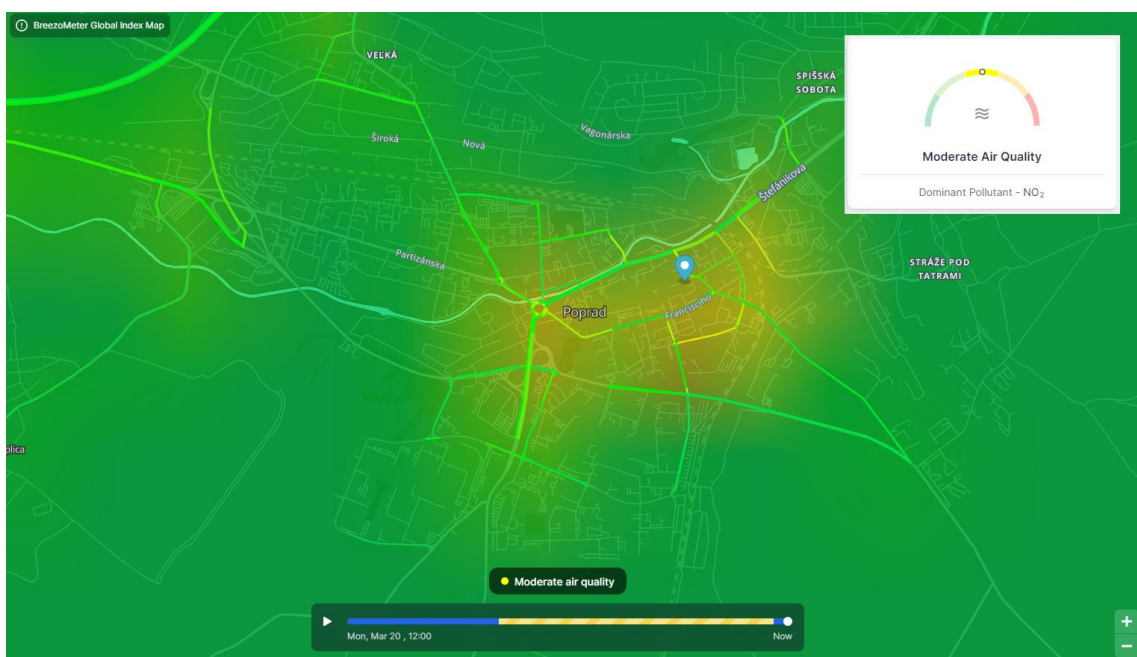 BreezoMeter Global Index Map
VEĽKÁ
SPIŠSKÁ
SOBOTA
Široká
Nová
Vagonárska
Štefánikova
Moderate Air Quality
Dominant Pollutant - NO₂
Partizánska
STRÁŽE POD
TATRAMI
Poprad
Francisciho
plica
Moderate air quality
Mon, Mar 20 , 12:00
Now
+
−